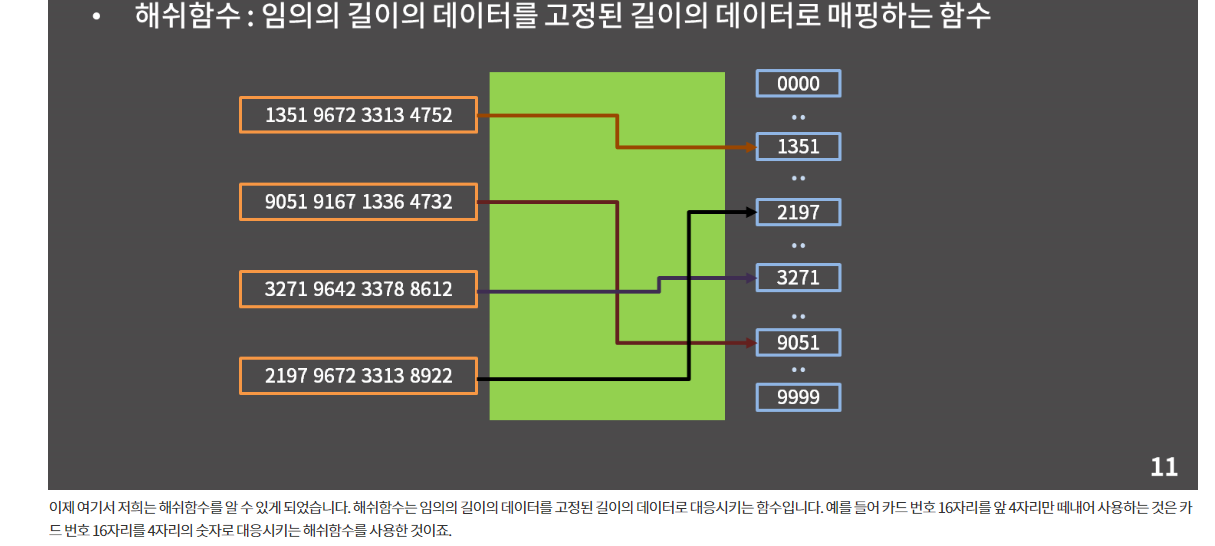 • 해쉬함수 : 임의의 길이의 데이터를 고정된 길이의 데이터로 매핑하는 함수
0000
1351 9672 3313 4752
..
1351
..
9051 9167 1336 4732
2197
..
3271 9642 3378 8612
3271
..
9051
..
2197 9672 3313 8922
9999
11
이제 여기서 저희는 해쉬함수를 알 수 있게 되었습니다. 해쉬함수는 임의의 길이의 데이터를 고정된 길이의 데이터로 대응시키는 함수입니다. 예를 들어 카드 번호 16자리를 앞 4자리만 떼내어 사용하는 것은 카
드 번호 16자리를 4자리의 숫자로 대응시키는 해쉬함수를 사용한 것이죠.